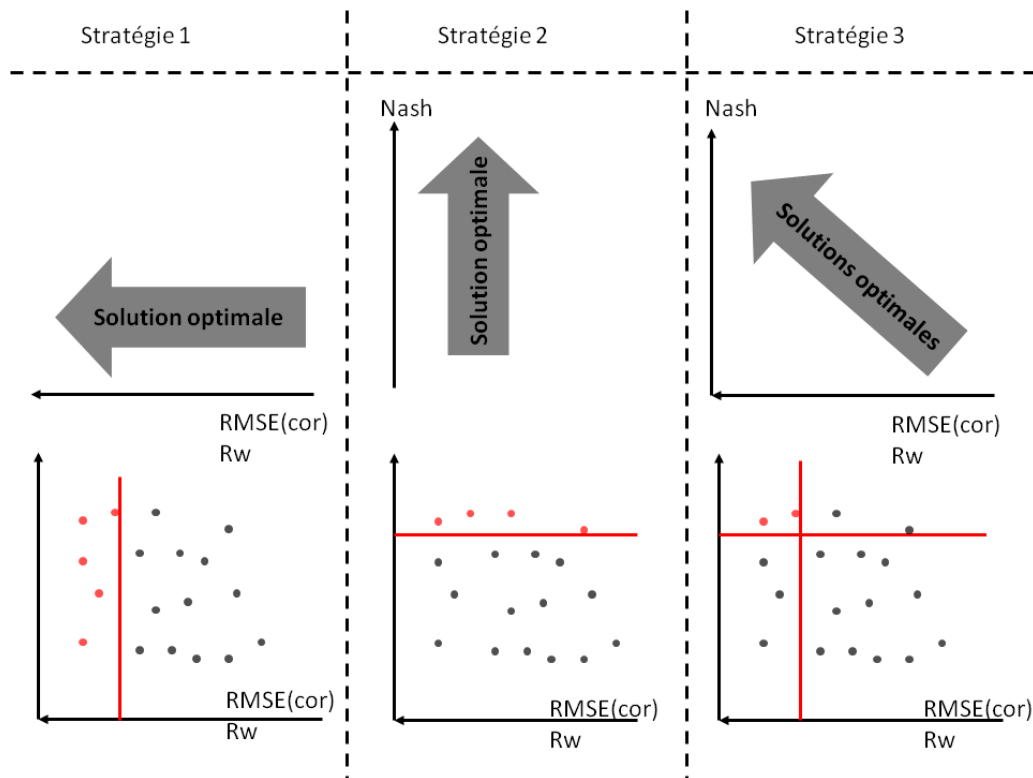 Stratégie 1
Stratégie 2
Stratégie 3
Nash
Solution optimale
Solution optimale
Solutions optimales
RMSE(cor)
Rw
RMSE(cor)
Rw
RMSE(cor)
Rw
RMSE(cor)
Rw
RMSE(cor)
Rw